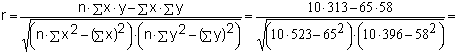 r = (n·∑x·y−∑x·∑y) / √((n·∑x²−(∑x)²)·(n·∑y²−(∑y)²)) = (10·313−65·58) / √((10·523−65²)·(10·396−58²)) =